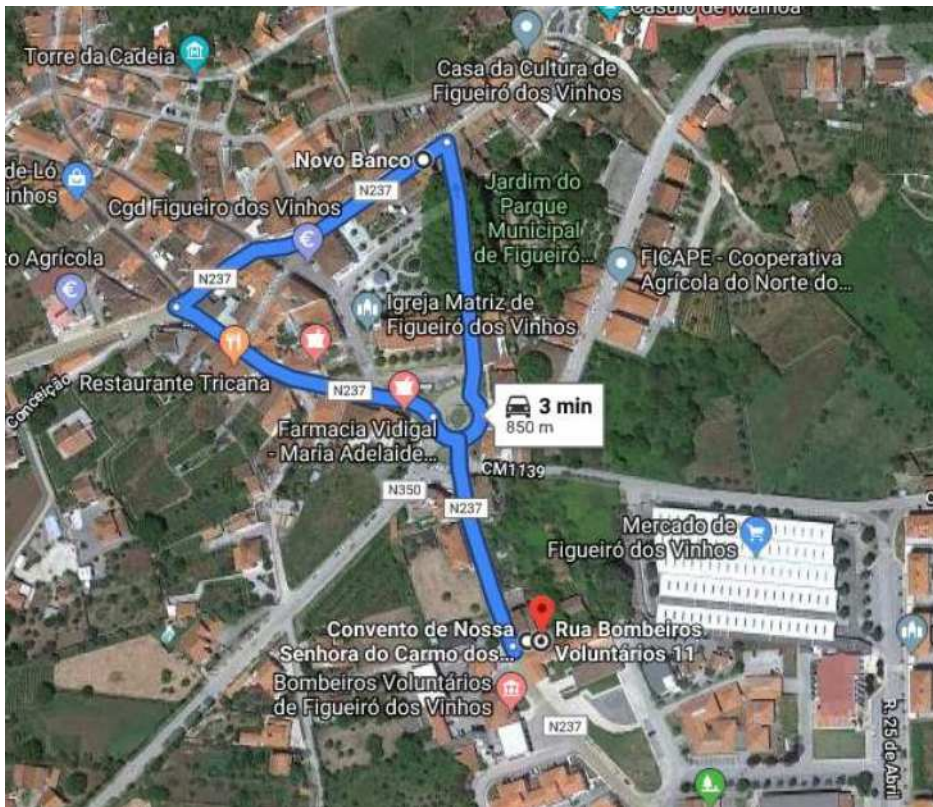 Casulo de Malhoa
Torre da Cadeia
Casa da Cultura de
Figueiró dos Vinhos
Novo Banco
de-Ló
inhos
N237
Cgd Figueiro dos Vinhos
Jardim do
Parque
Municipal
de Figueiró...
o Agrícola
N237
FICAPE - Cooperativa
Agrícola do Norte do...
Igreja Matriz de
Figueiró dos Vinhos
Restaurante Tricana
N237
Conceição
3 min
850 m
Farmacia Vidigal
- Maria Adelaide...
CM1139
N350
N237
Mercado de
Figueiró dos Vinhos
Convento de Nossa
Senhora do Carmo dos...
Rua Bombeiros
Voluntários 11
Bombeiros Voluntários
de Figueiró dos Vinhos
N237
R. 25 de Abri